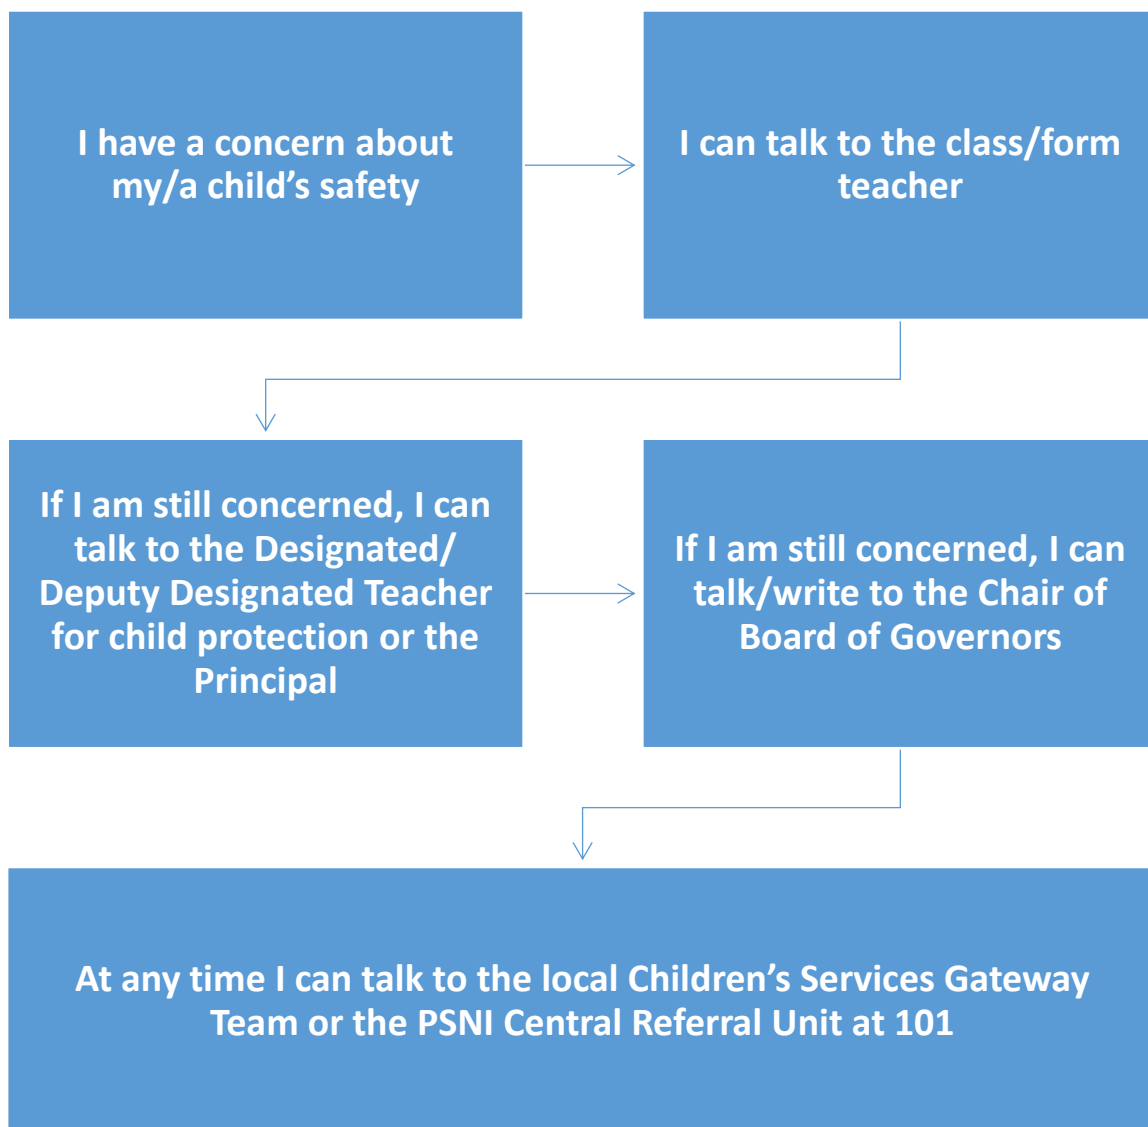 I have a concern about
my/a child’s safety
I can talk to the class/form
teacher
If I am still concerned, I can
talk to the Designated/
Deputy Designated Teacher
for child protection or the
Principal
If I am still concerned, I can
talk/write to the Chair of
Board of Governors
At any time I can talk to the local Children’s Services Gateway
Team or the PSNI Central Referral Unit at 101